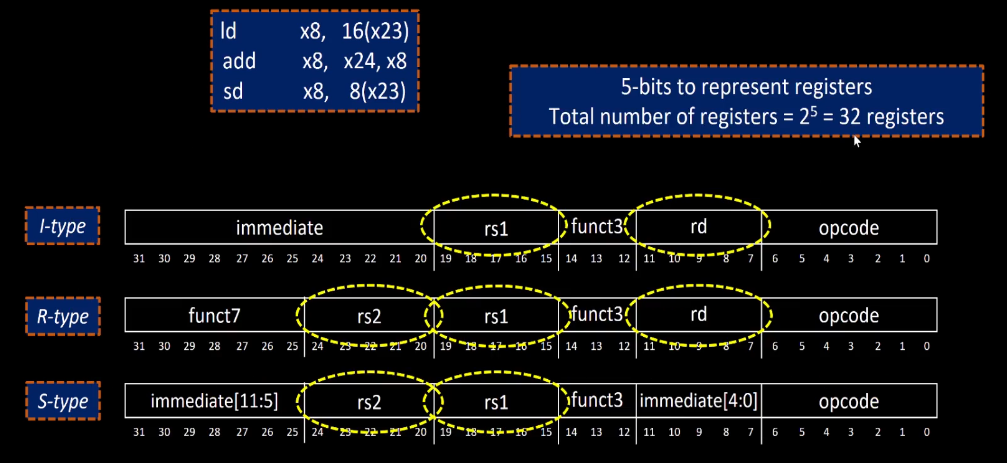 ld x8, 16(x23)
add x8, x24, x8
sd x8, 8(x23)
5-bits to represent registers
Total number of registers = 2⁵ = 32 registers
I-type immediate rs1 funct3 rd opcode
31 30 29 28 27 26 25 24 23 22 21 20 19 18 17 16 15 14 13 12 11 10 9 8 7 6 5 4 3 2 1 0
R-type funct7 rs2 rs1 funct3 rd opcode
31 30 29 28 27 26 25 24 23 22 21 20 19 18 17 16 15 14 13 12 11 10 9 8 7 6 5 4 3 2 1 0
S-type immediate[11:5] rs2 rs1 funct3 immediate[4:0] opcode
31 30 29 28 27 26 25 24 23 22 21 20 19 18 17 16 15 14 13 12 11 10 9 8 7 6 5 4 3 2 1 0